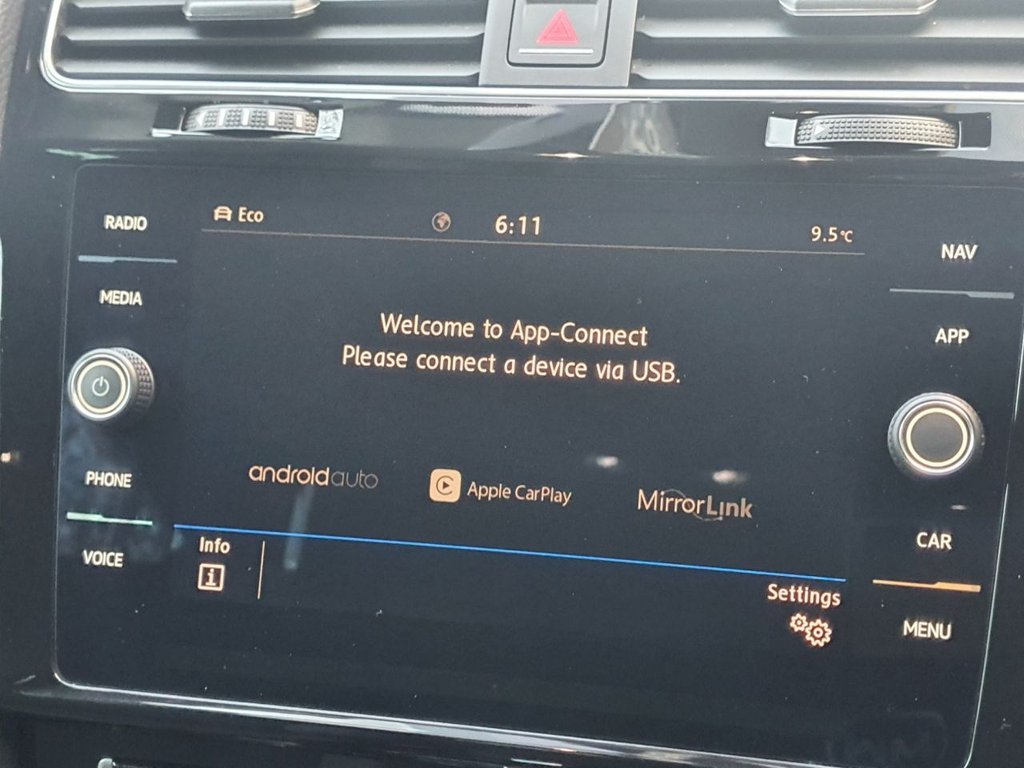 RADIO
MEDIA
PHONE
VOICE
Eco
6:11
9.5°C
Welcome to App-Connect
Please connect a device via USB.
androidauto
Apple CarPlay
MirrorLink
Info
i
Settings
NAV
APP
CAR
MENU